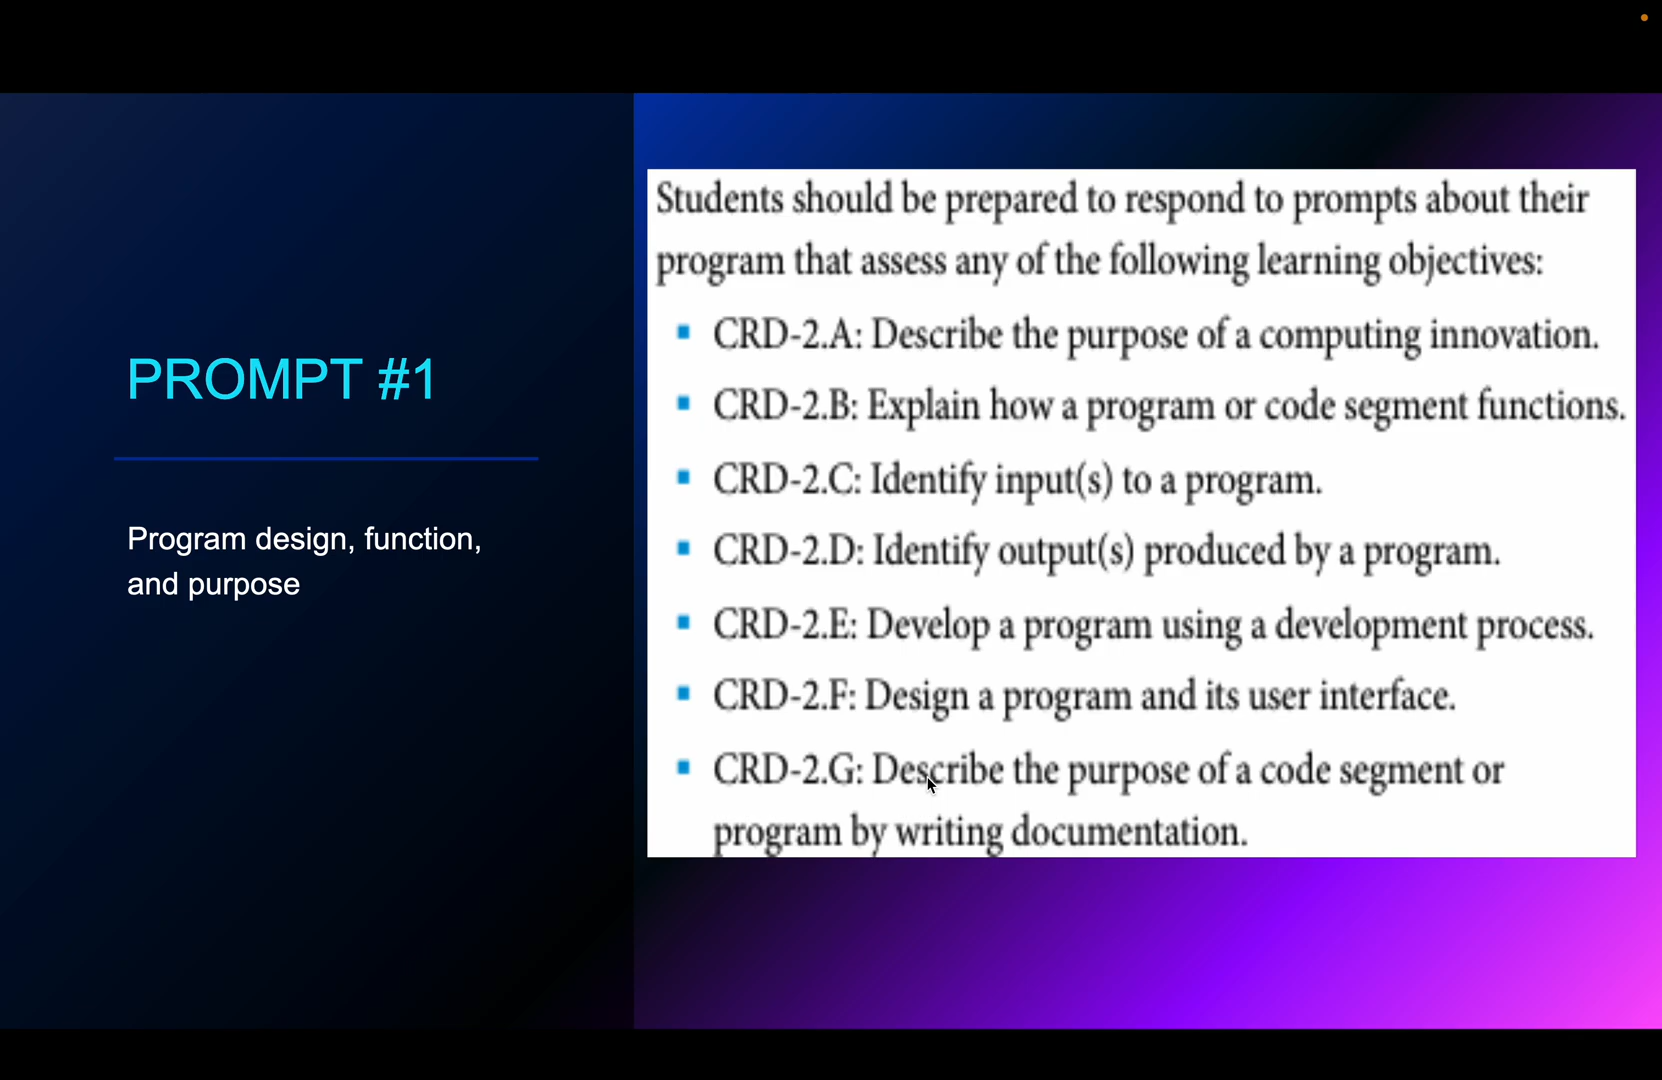 PROMPT #1
Program design, function,
and purpose
Students should be prepared to respond to prompts about their
program that assess any of the following learning objectives:
▪ CRD-2.A: Describe the purpose of a computing innovation.
▪ CRD-2.B: Explain how a program or code segment functions.
▪ CRD-2.C: Identify input(s) to a program.
▪ CRD-2.D: Identify output(s) produced by a program.
▪ CRD-2.E: Develop a program using a development process.
▪ CRD-2.F: Design a program and its user interface.
▪ CRD-2.G: Describe the purpose of a code segment or
program by writing documentation.